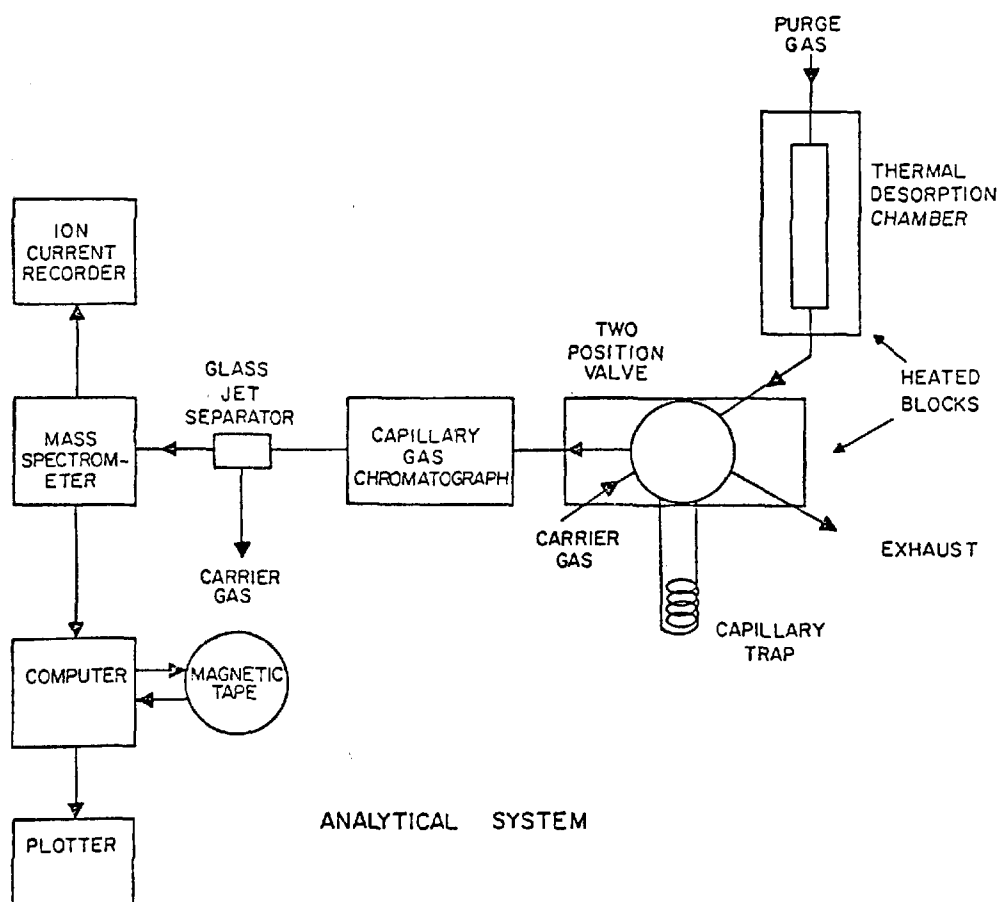 PURGE
GAS
THERMAL
DESORPTION
CHAMBER
ION
CURRENT
RECORDER
TWO
POSITION
VALVE
GLASS
JET
SEPARATOR
HEATED
BLOCKS
MASS
SPECTROM-
ETER
CAPILLARY
GAS
CHROMATOGRAPH
CARRIER
GAS
EXHAUST
CARRIER
GAS
CAPILLARY
TRAP
COMPUTER
MAGNETIC
TAPE
ANALYTICAL SYSTEM
PLOTTER